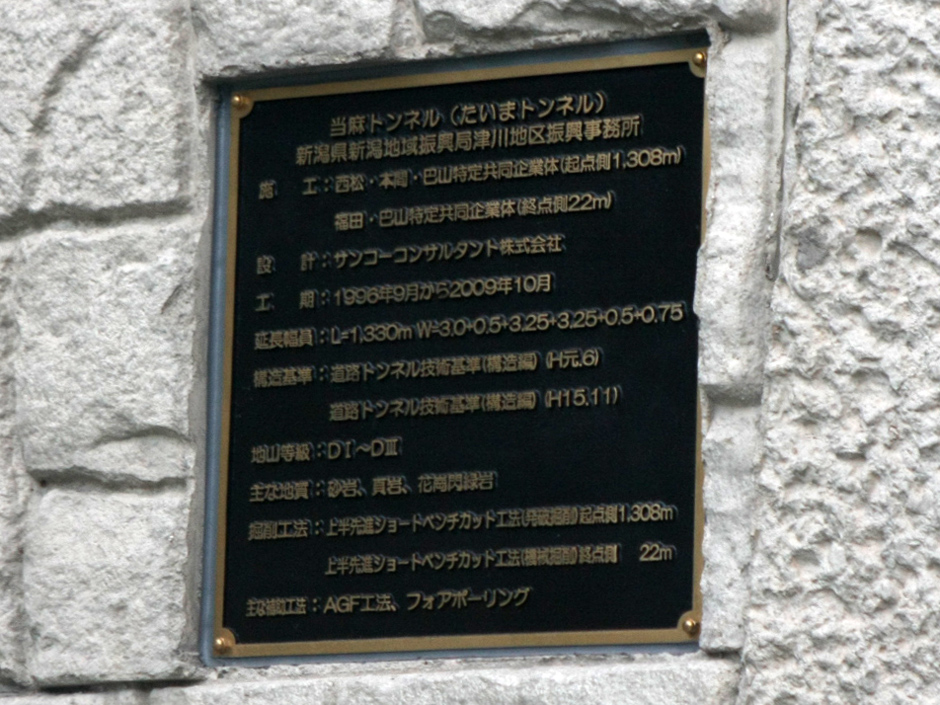 当麻トンネル(たいまトンネル)
新潟県新潟地域振興局津川地区振興事務所
施 工:西松・本間・巴山特定共同企業体(起点側1,308m)
福田・巴山特定共同企業体(終点側22m)
設 計:サンコーコンサルタント株式会社
工 期:1996年9月から2009年10月
延長幅員:L=1,330m W=3.0+0.5+3.25+3.25+0.5+0.75
構造基準:道路トンネル技術基準(構造編)(H元.6)
道路トンネル技術基準(構造編)(H15.11)
地山等級:DⅠ~DⅢ
主な地質:砂岩、頁岩、花崗閃緑岩
掘削工法:上半先進ショートベンチカット工法(発破掘削)起点側1,308m
上半先進ショートベンチカット工法(機械掘削)終点側 22m
主な補助工法:AGF工法、フォアポーリング